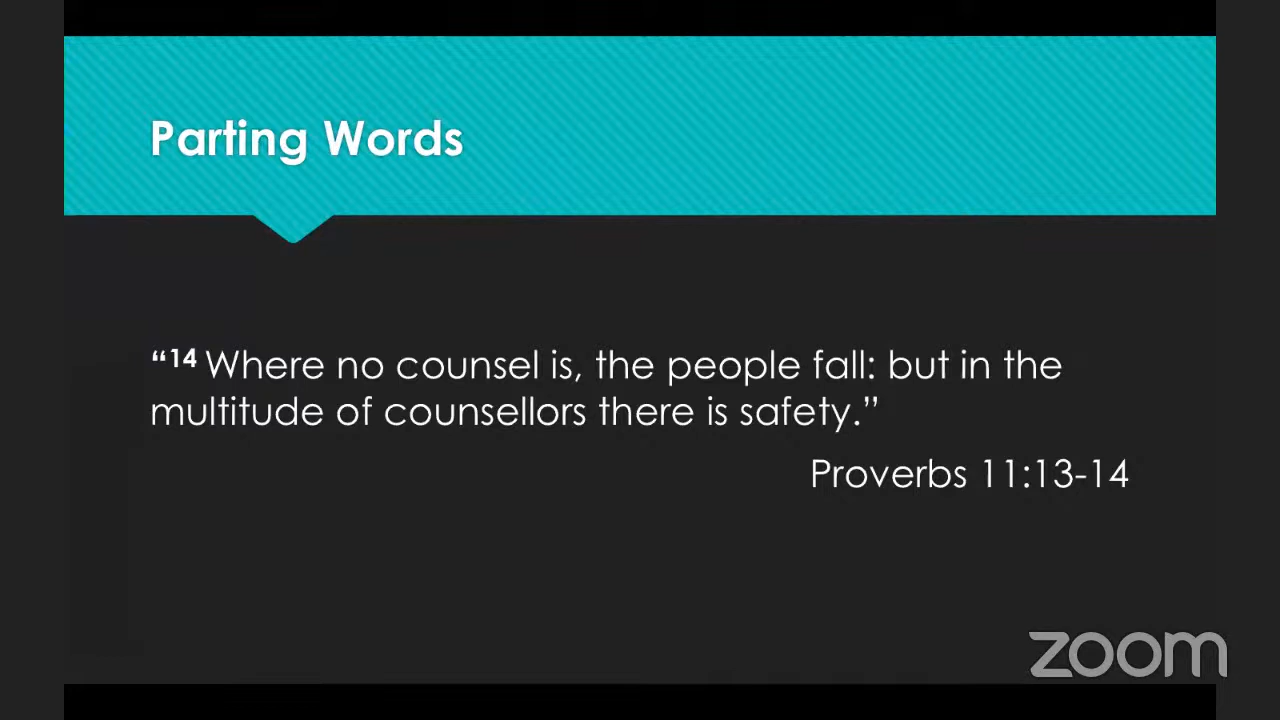 Parting Words
“14 Where no counsel is, the people fall: but in the
multitude of counsellors there is safety.”
Proverbs 11:13-14
zoom